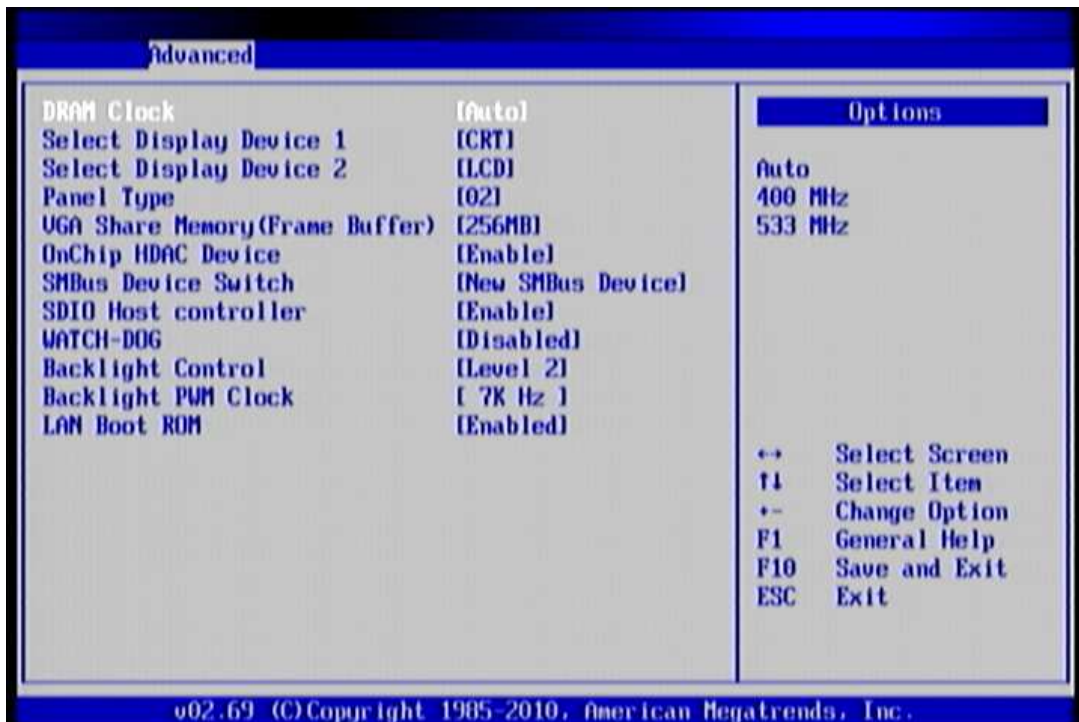 Advanced
DRAM Clock [Auto]
Select Display Device 1 [CRT]
Select Display Device 2 [LCD]
Panel Type [02]
VGA Share Memory(Frame Buffer) [256MB]
OnChip HDAC Device [Enable]
SMBus Device Switch [New SMBus Device]
SDIO Host controller [Enable]
WATCH-DOG [Disabled]
Backlight Control [Level 2]
Backlight PWM Clock [ 7K Hz ]
LAN Boot ROM [Enabled]
Options
Auto
400 MHz
533 MHz
↔ Select Screen
↑↓ Select Item
+- Change Option
F1 General Help
F10 Save and Exit
ESC Exit
v02.69 (C)Copyright 1985-2010, American Megatrends, Inc.